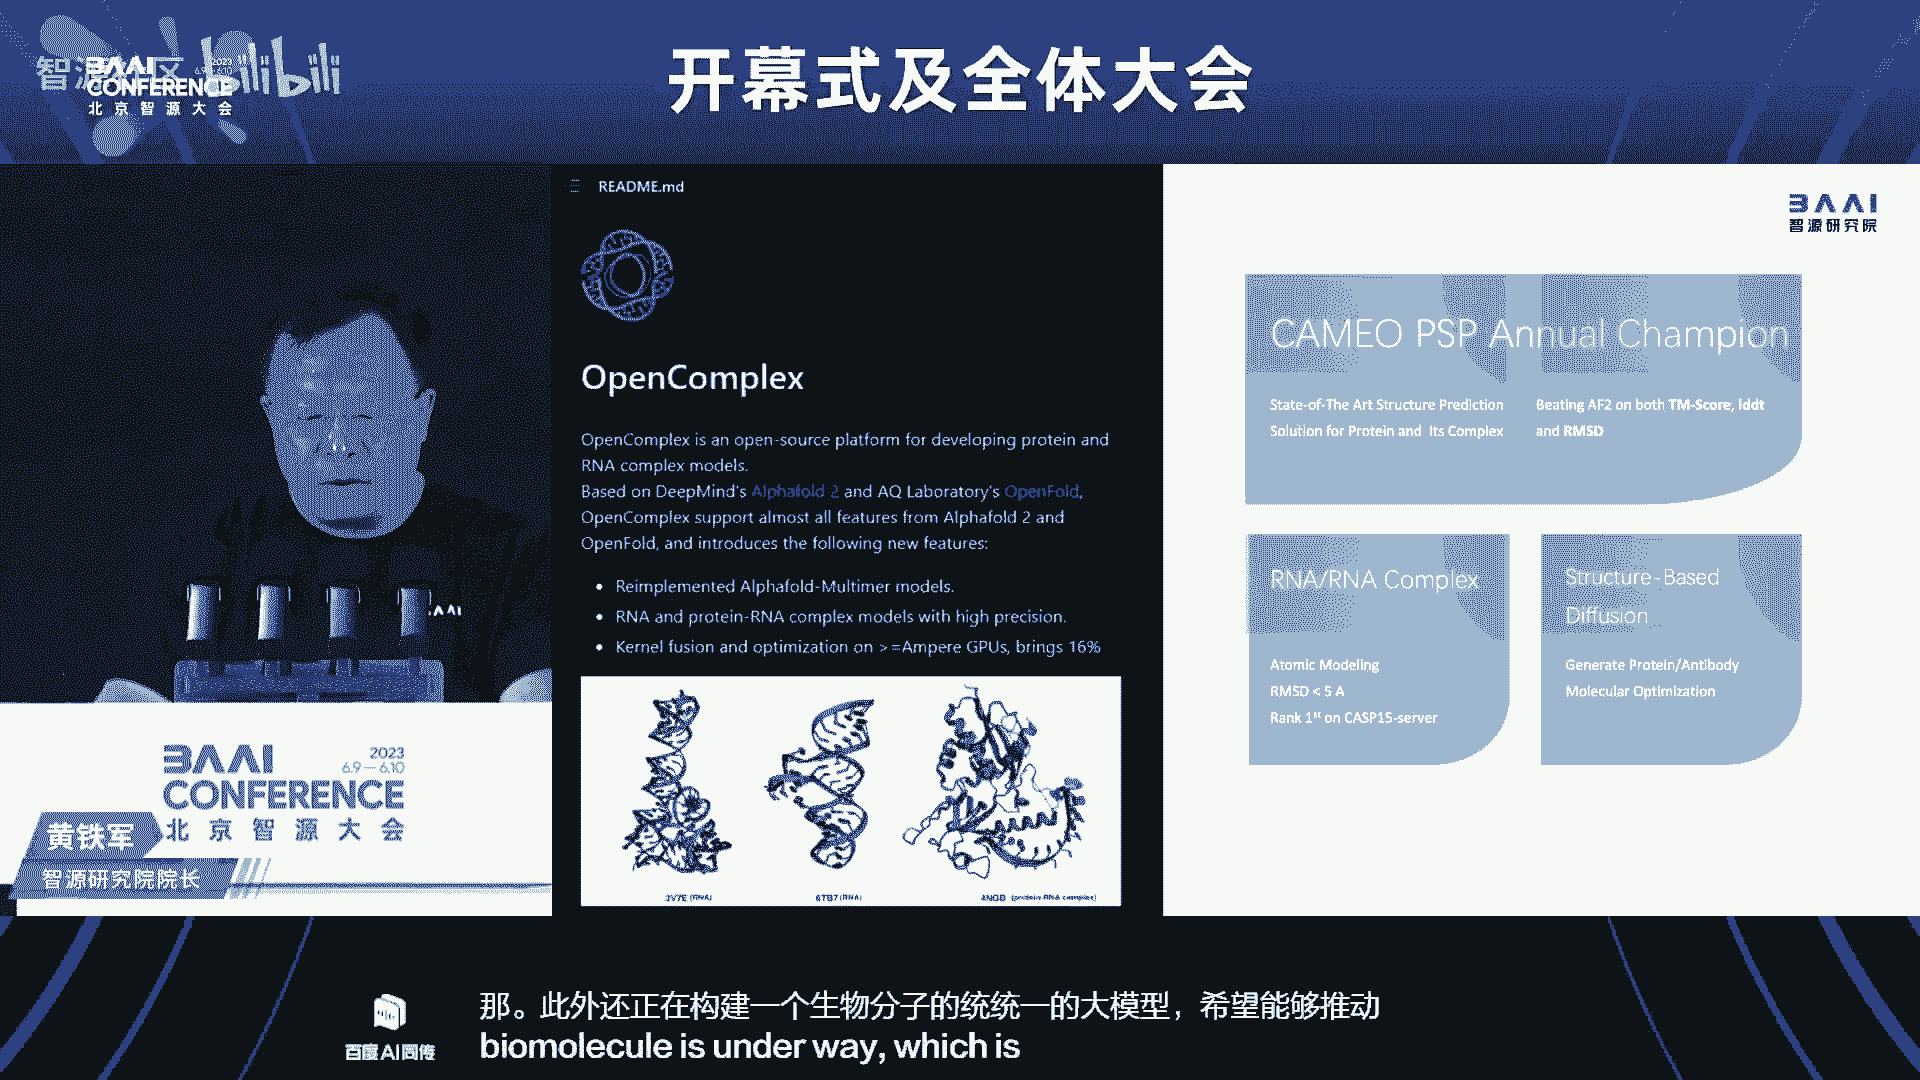 开幕式及全体大会
bilibili
BAAI
2023
6.9-6.10
CONFERENCE
北京智源大会
README.md
OpenComplex
OpenComplex is an open-source platform for developing protein and
RNA complex models.
Based on DeepMind's Alphafold 2 and AQ Laboratory's OpenFold,
OpenComplex support almost all features from Alphafold 2 and
OpenFold, and introduces the following new features:
• Reimplemented Alphafold-Multimer models.
• RNA and protein-RNA complex models with high precision.
• Kernel fusion and optimization on >=Ampere GPUs, brings 16%
(RNA)
(RNA)
(protein-RNA complex)
BAAI
智源研究院
CAMEO PSP Annual Champion
State-of-The Art Structure Prediction
Solution for Protein and Its Complex
Beating AF2 on both TM-Score, lddt
and RMSD
RNA/RNA Complex
Atomic Modeling
RMSD < 5 A
Rank 1st on CASP15-server
Structure-Based
Diffusion
Generate Protein/Antibody
Molecular Optimization
BAAI
2023
6.9—6.10
CONFERENCE
北京智源大会
黄铁军
智源研究院院长
百度AI同传
那。此外还正在构建一个生物分子的统统一的大模型，希望能够推动
biomolecule is under way, which is